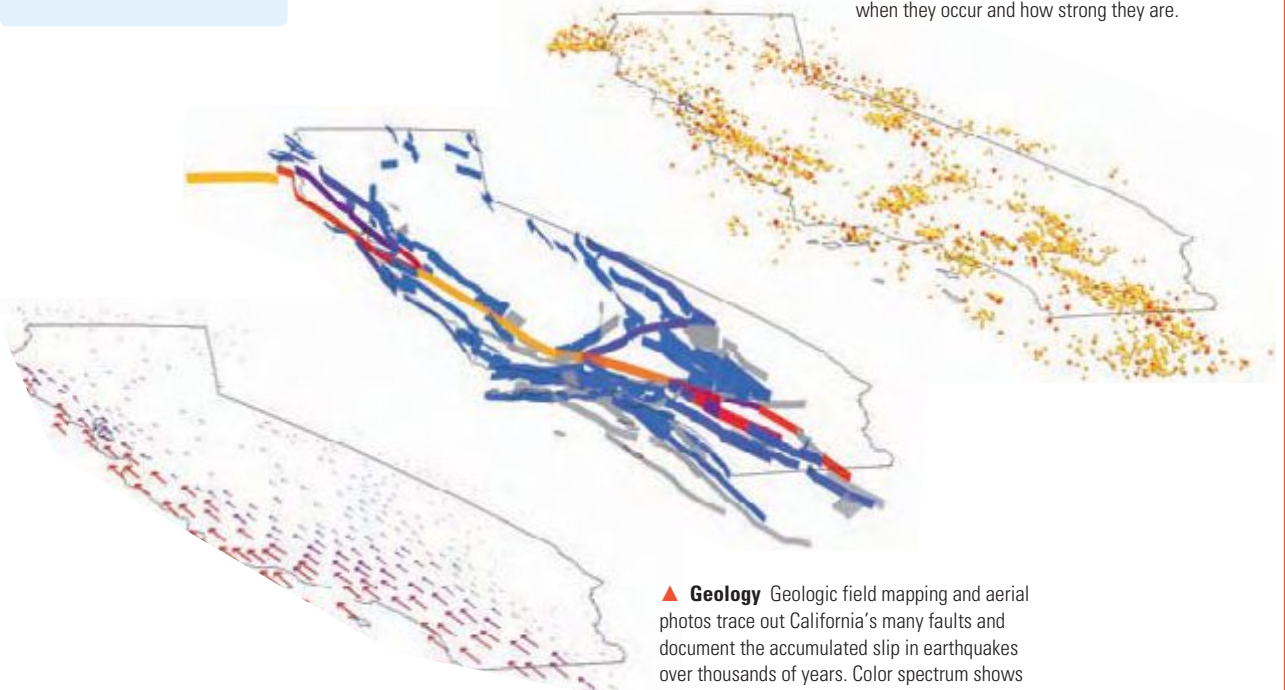 when they occur and how strong they are.
▲ Geology Geologic field mapping and aerial
photos trace out California’s many faults and
document the accumulated slip in earthquakes
over thousands of years. Color spectrum shows